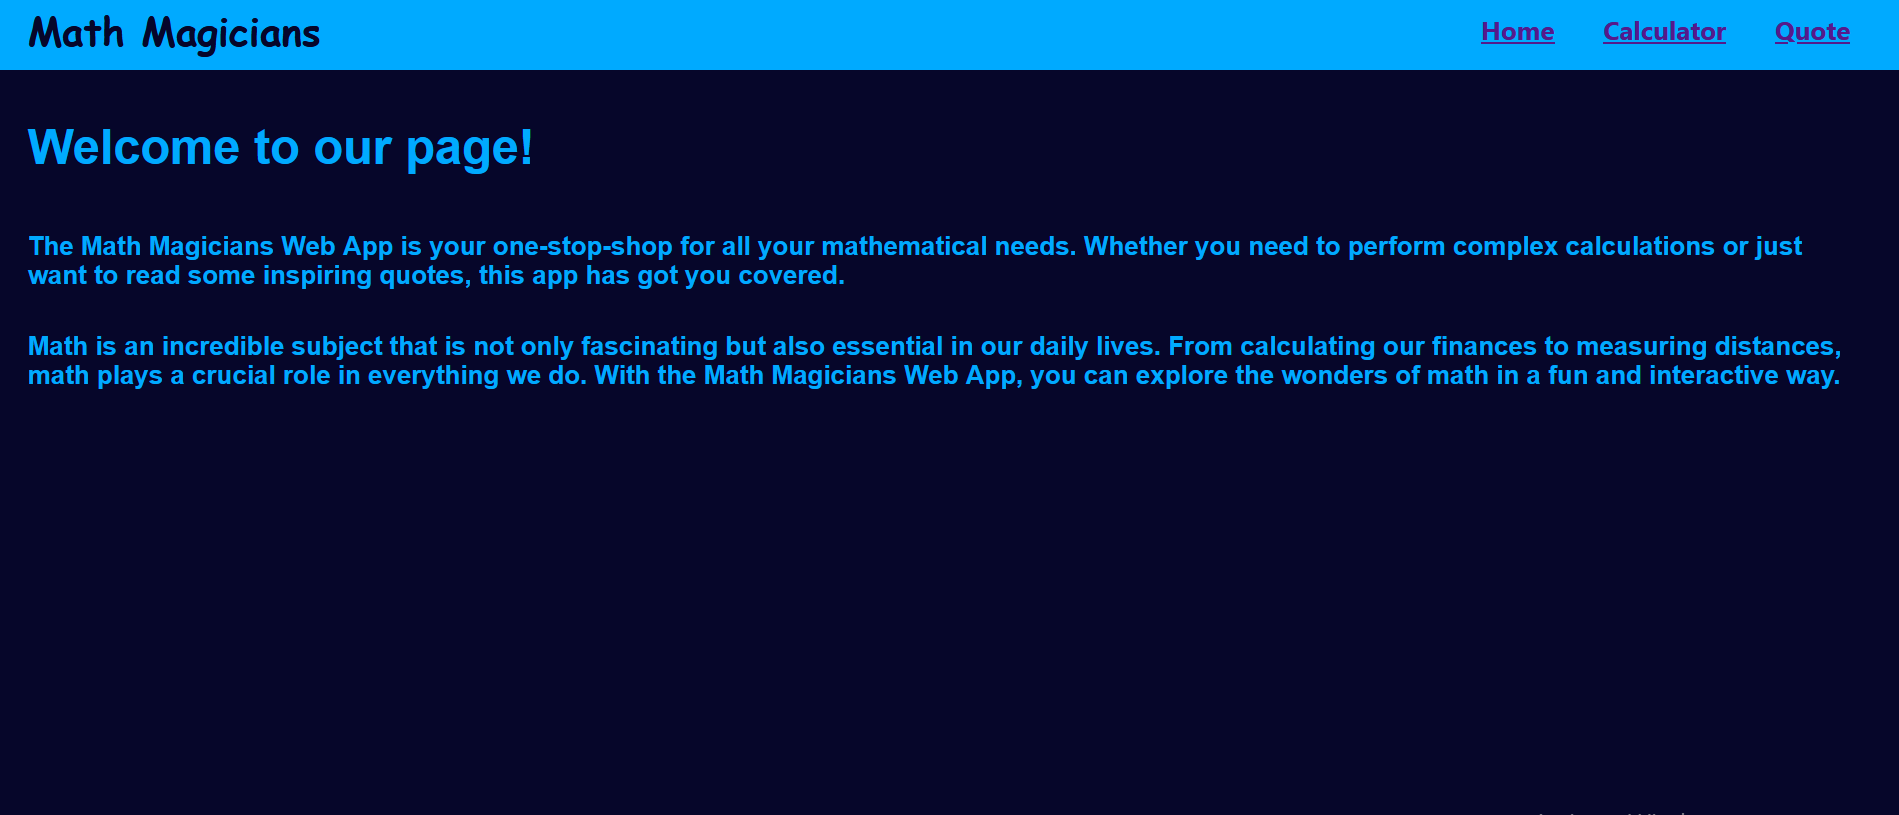 Math Magicians
Home Calculator Quote
Welcome to our page!
The Math Magicians Web App is your one-stop-shop for all your mathematical needs. Whether you need to perform complex calculations or just
want to read some inspiring quotes, this app has got you covered.
Math is an incredible subject that is not only fascinating but also essential in our daily lives. From calculating our finances to measuring distances,
math plays a crucial role in everything we do. With the Math Magicians Web App, you can explore the wonders of math in a fun and interactive way.